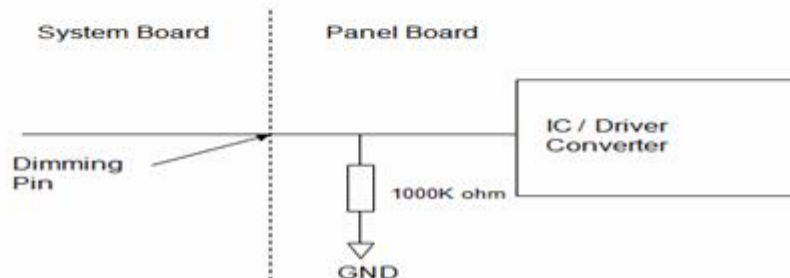 System Board
Panel Board
IC / Driver
Converter
Dimming
Pin
1000K ohm
GND